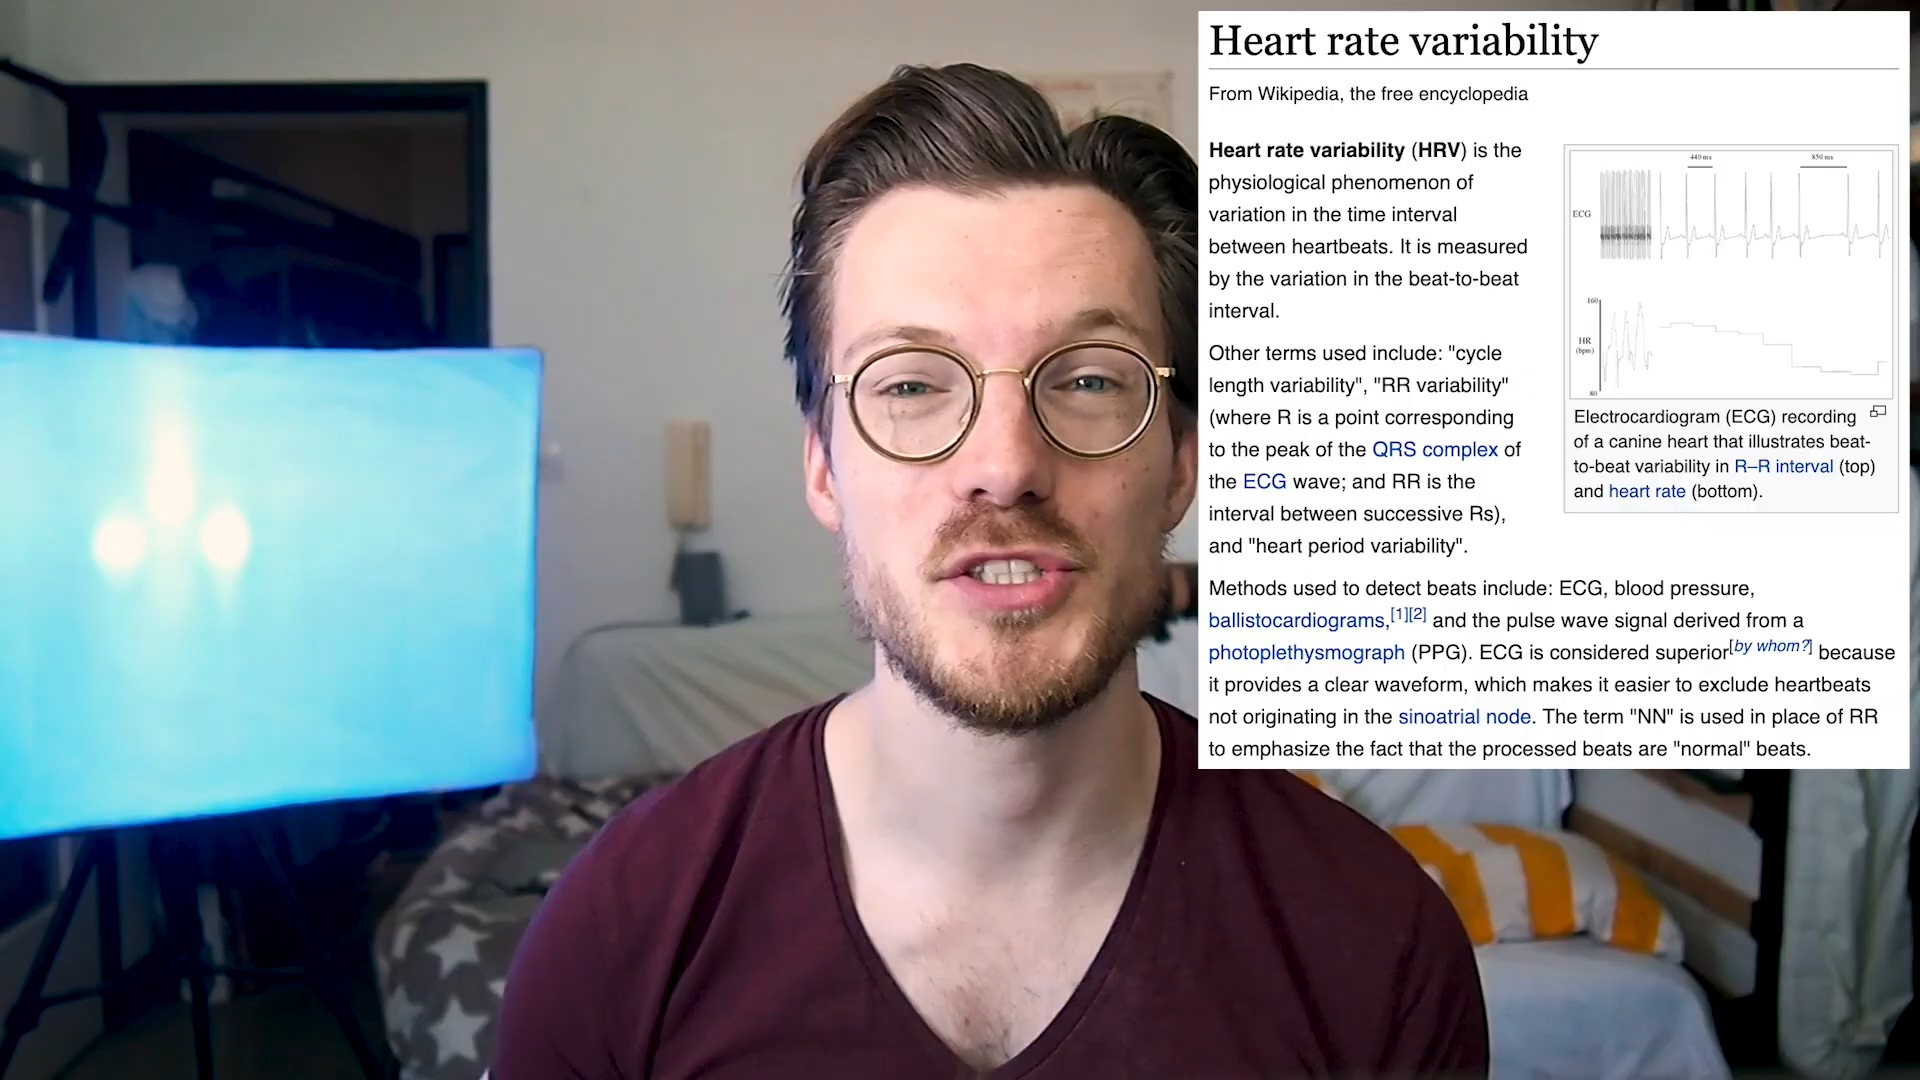 Heart rate variability
From Wikipedia, the free encyclopedia
Heart rate variability (HRV) is the
physiological phenomenon of
variation in the time interval
between heartbeats. It is measured
by the variation in the beat-to-beat
interval.
Other terms used include: "cycle
length variability", "RR variability"
(where R is a point corresponding
to the peak of the QRS complex of
the ECG wave; and RR is the
interval between successive Rs),
and "heart period variability".
440 ms
850 ms
ECG
160
HR
(bpm)
80
Electrocardiogram (ECG) recording
of a canine heart that illustrates beat-
to-beat variability in R–R interval (top)
and heart rate (bottom).
Methods used to detect beats include: ECG, blood pressure,
ballistocardiograms,[1][2] and the pulse wave signal derived from a
photoplethysmograph (PPG). ECG is considered superior[by whom?] because
it provides a clear waveform, which makes it easier to exclude heartbeats
not originating in the sinoatrial node. The term "NN" is used in place of RR
to emphasize the fact that the processed beats are "normal" beats.